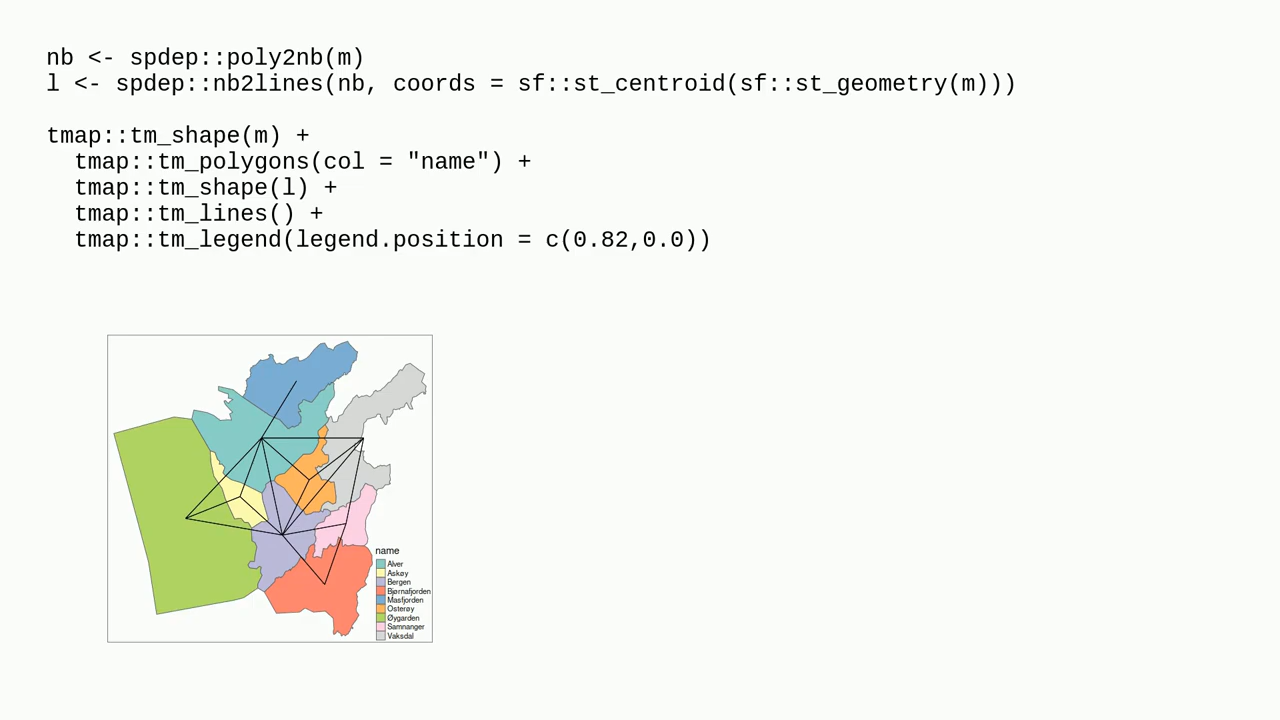 nb <- spdep::poly2nb(m)
l <- spdep::nb2lines(nb, coords = sf::st_centroid(sf::st_geometry(m)))
tmap::tm_shape(m) +
  tmap::tm_polygons(col = "name") +
  tmap::tm_shape(l) +
  tmap::tm_lines() +
  tmap::tm_legend(legend.position = c(0.82,0.0))
name
Alver
Askøy
Bergen
Bjørnafjorden
Masfjorden
Osterøy
Øygarden
Samnanger
Vaksdal